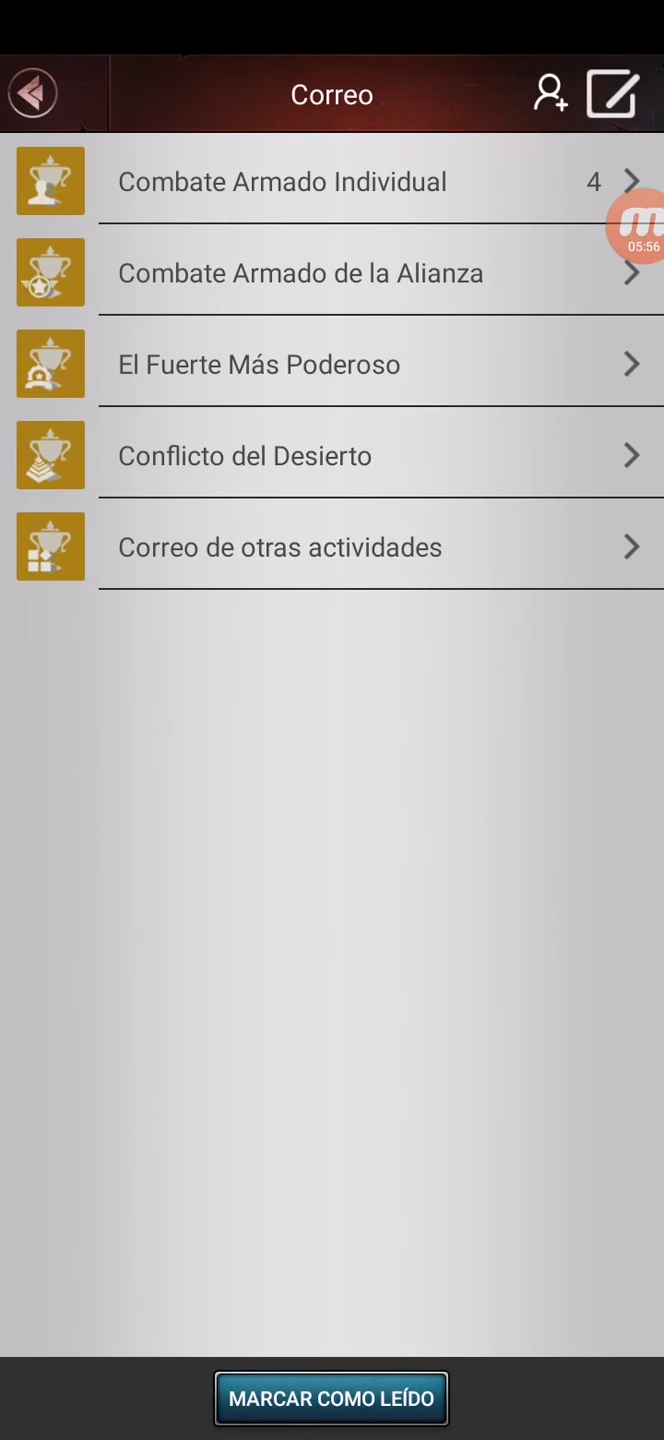 Correo
Combate Armado Individual 4
m
05:56
Combate Armado de la Alianza
El Fuerte Más Poderoso
Conflicto del Desierto
Correo de otras actividades
MARCAR COMO LEÍDO